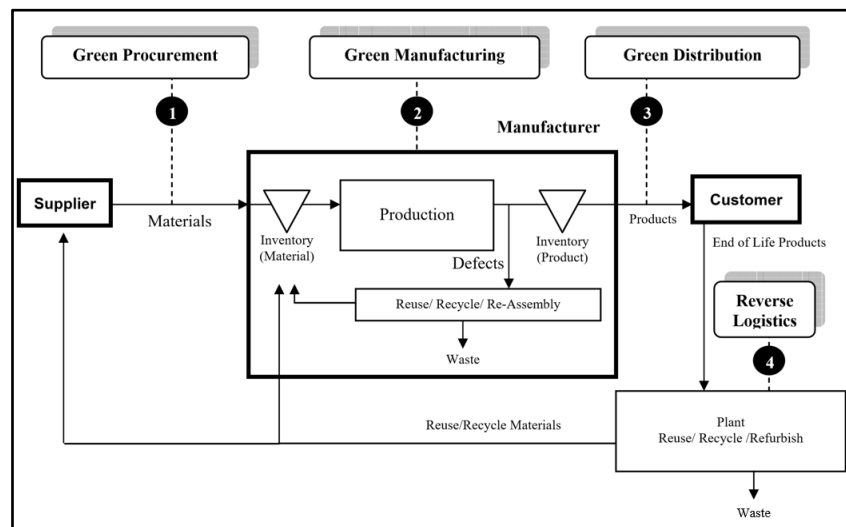 Green Procurement
Green Manufacturing
Green Distribution
1
2
3
Manufacturer
Supplier
Materials
Inventory
(Material)
Production
Defects
Inventory
(Product)
Products
Customer
End of Life Products
Reuse/ Recycle/ Re-Assembly
Waste
Reverse
Logistics
4
Reuse/Recycle Materials
Plant
Reuse/ Recycle /Refurbish
Waste